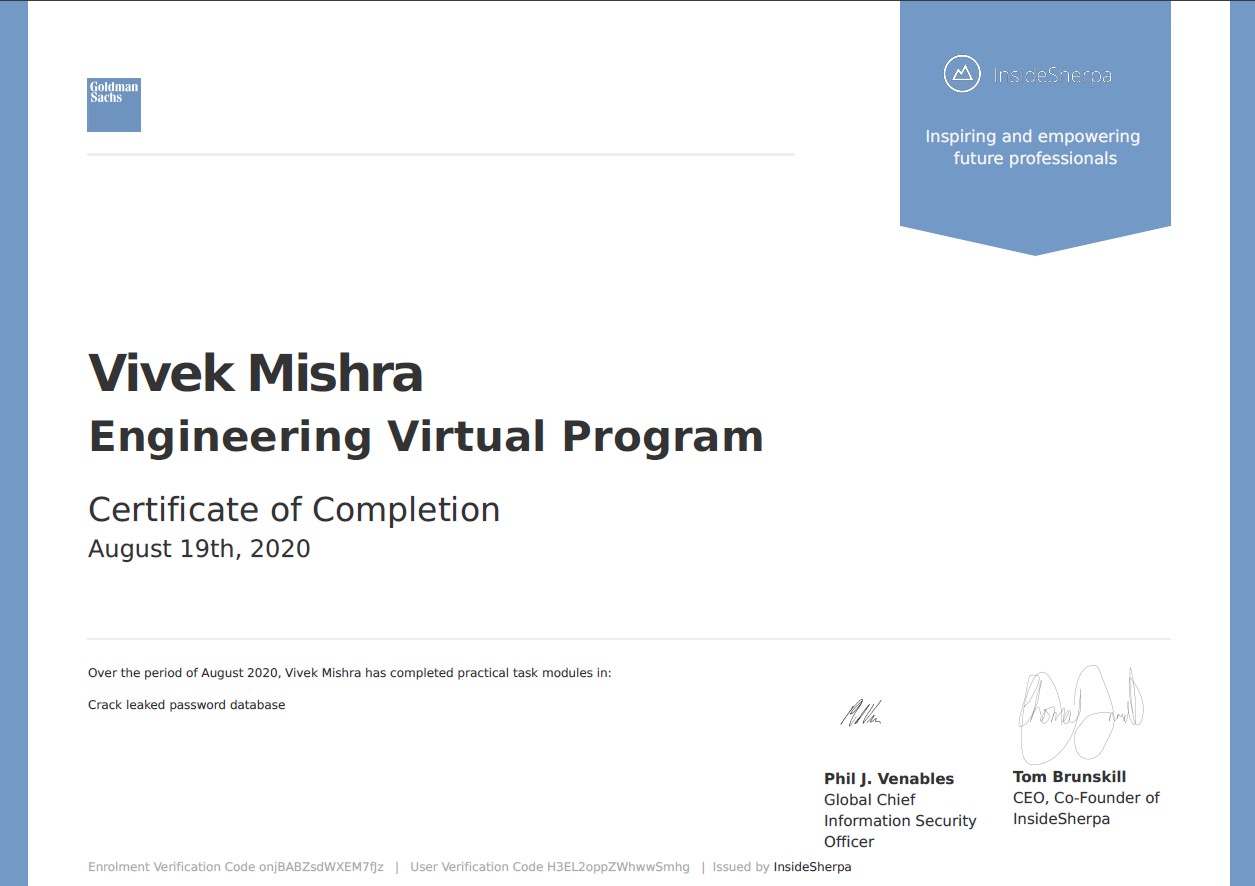 Goldman
Sachs
InsideSherpa
Inspiring and empowering
future professionals
Vivek Mishra
Engineering Virtual Program
Certificate of Completion
August 19th, 2020
Over the period of August 2020, Vivek Mishra has completed practical task modules in:
Crack leaked password database
Phil J. Venables
Global Chief
Information Security
Officer
Tom Brunskill
CEO, Co-Founder of
InsideSherpa
Enrolment Verification Code onjBABZsdWXEM7fJz | User Verification Code H3EL2oppZWhwwSmhg | Issued by InsideSherpa